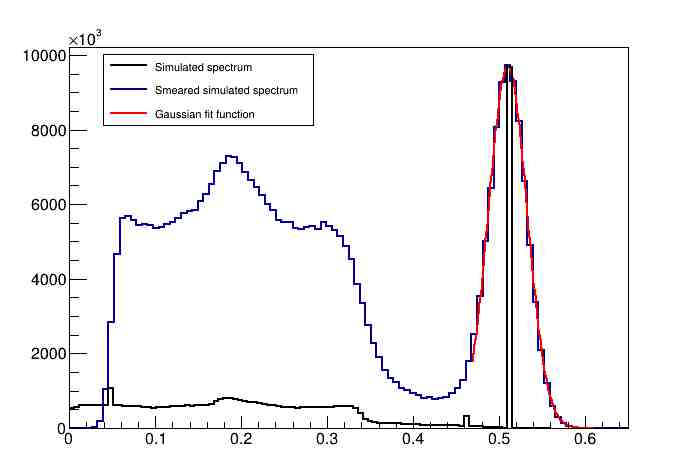 ×10³
10000
Simulated spectrum
Smeared simulated spectrum
Gaussian fit function
8000
6000
4000
2000
0
0 0.1 0.2 0.3 0.4 0.5 0.6